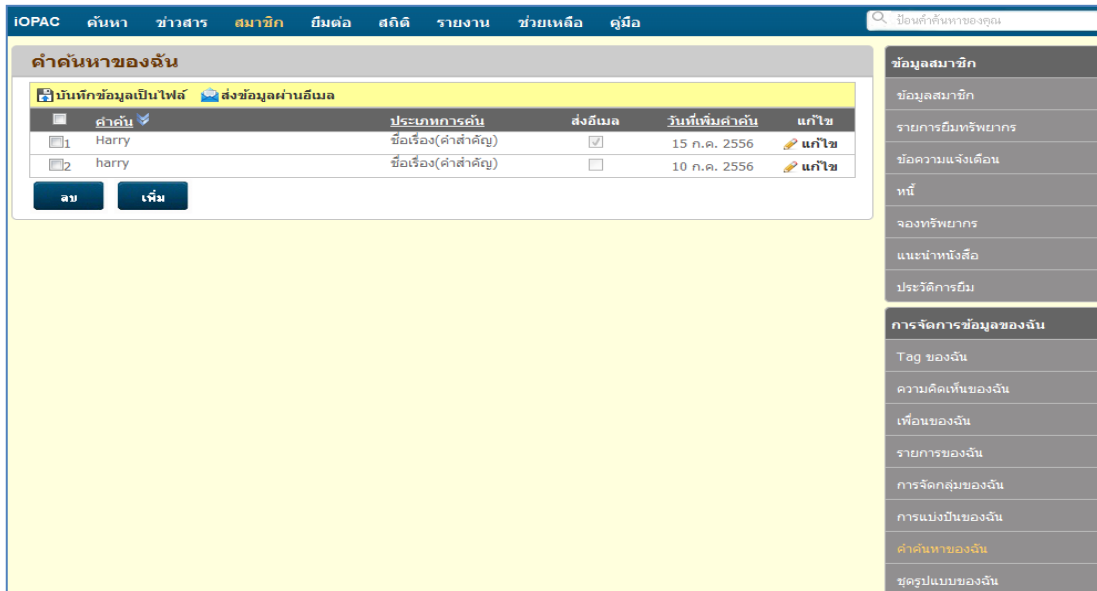 iOPAC ค้นหา ข่าวสาร สมาชิก ยืมต่อ สถิติ รายงาน ช่วยเหลือ คู่มือ ป้อนคำค้นหาของคุณ
คำค้นหาของฉัน
บันทึกข้อมูลเป็นไฟล์ ส่งข้อมูลผ่านอีเมล
คำค้น ประเภทการค้น ส่งอีเมล วันที่เพิ่มคำค้น แก้ไข
1 Harry ชื่อเรื่อง(คำสำคัญ) 15 ก.ค. 2556 แก้ไข
2 harry ชื่อเรื่อง(คำสำคัญ) 10 ก.ค. 2556 แก้ไข
ลบ เพิ่ม
ข้อมูลสมาชิก
ข้อมูลสมาชิก
รายการยืมทรัพยากร
ข้อความแจ้งเตือน
หนี้
จองทรัพยากร
แนะนำหนังสือ
ประวัติการยืม
การจัดการข้อมูลของฉัน
Tag ของฉัน
ความคิดเห็นของฉัน
เพื่อนของฉัน
รายการของฉัน
การจัดกลุ่มของฉัน
การแบ่งปันของฉัน
คำค้นหาของฉัน
ชุดรูปแบบของฉัน